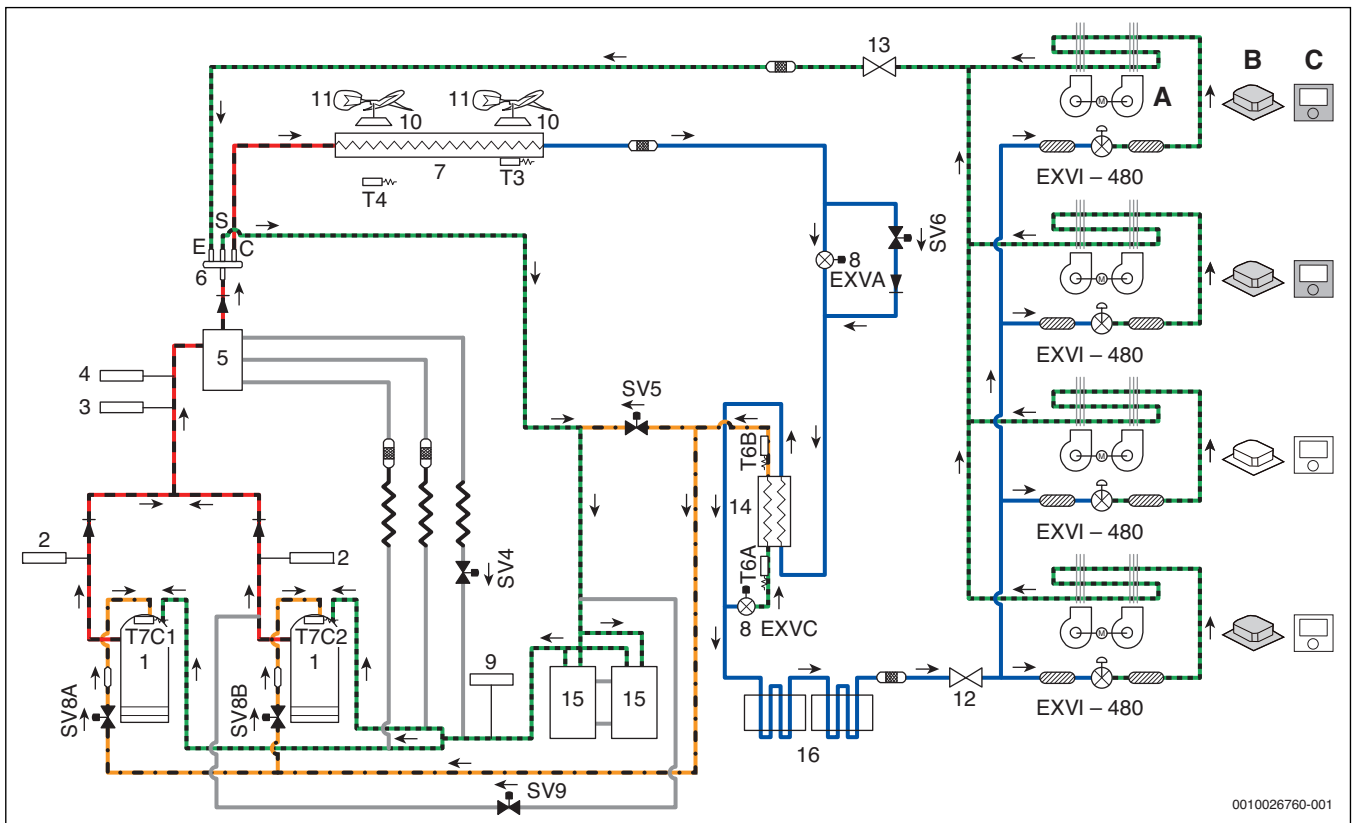 13
B C
11 11
A
10 10
7
T3
T4
EXVI – 480
S
E C
6
SV6
8
EXVA
5
EXVI – 480
4
3
SV5
T6B
14
EXVI – 480
2 2
SV4
T6A
8 EXVC
T7C1 T7C2
1 1
9
SV8A SV8B
15 15
12
EXVI – 480
16
SV9
M
M
M
M
0010026760-001